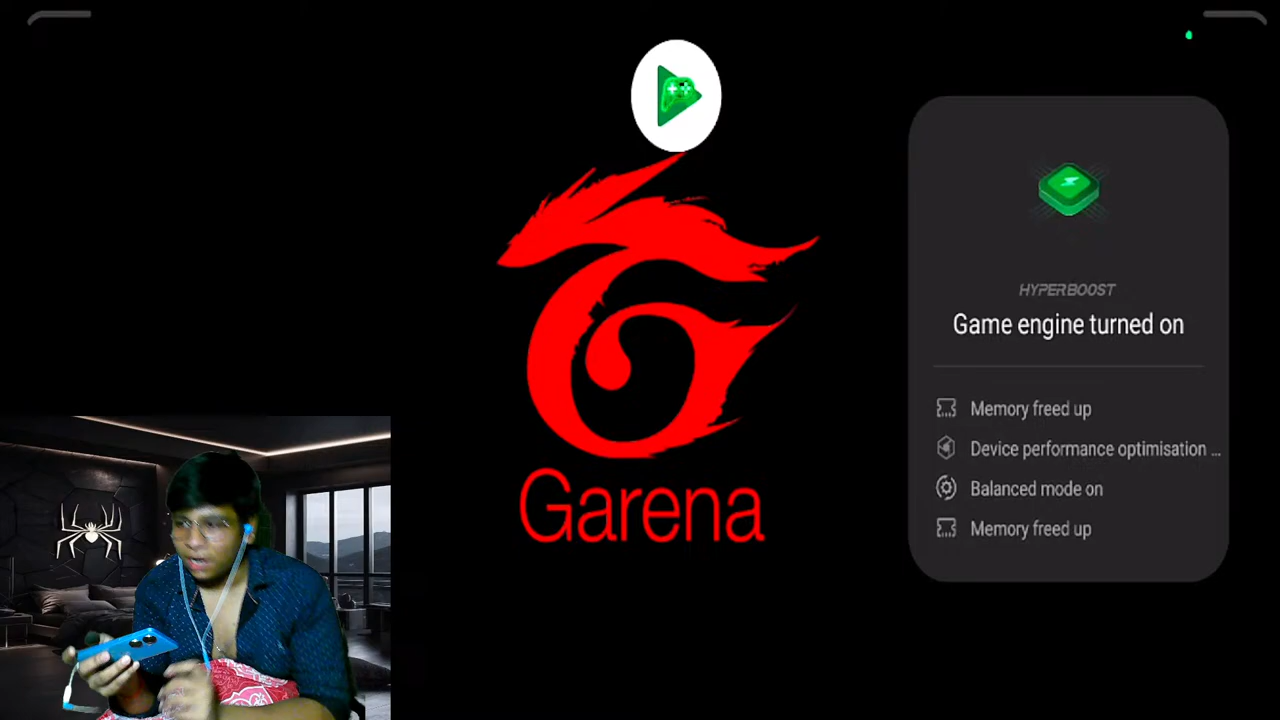 Garena
HYPERBOOST
Game engine turned on
Memory freed up
Device performance optimisation ...
Balanced mode on
Memory freed up